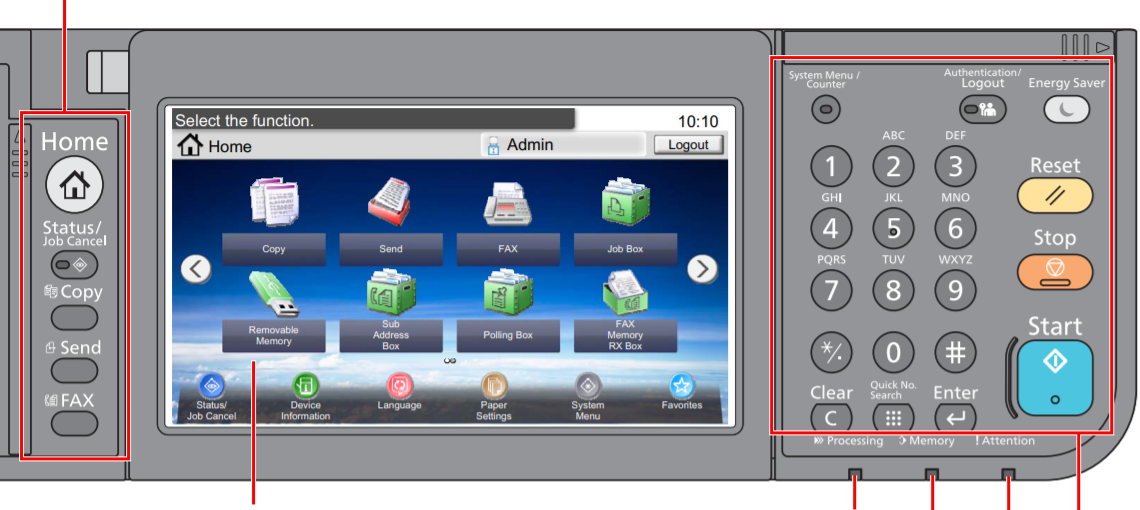 Home
Status/
Job Cancel
Copy
Send
FAX
Select the function.
10:10
Home
Admin
Logout
Copy
Send
FAX
Job Box
Removable
Memory
Sub
Address
Box
Polling Box
FAX
Memory
RX Box
Status/
Job Cancel
Device
Information
Language
Paper
Settings
System
Menu
Favorites
System Menu /
Counter
Authentication/
Logout
Energy Saver
ABC
DEF
1
2
3
Reset
GHI
JKL
MNO
4
5
6
Stop
PQRS
TUV
WXYZ
7
8
9
Start
*/.
0
#
Clear
Quick No.
Search
Enter
C
Processing
Memory
! Attention